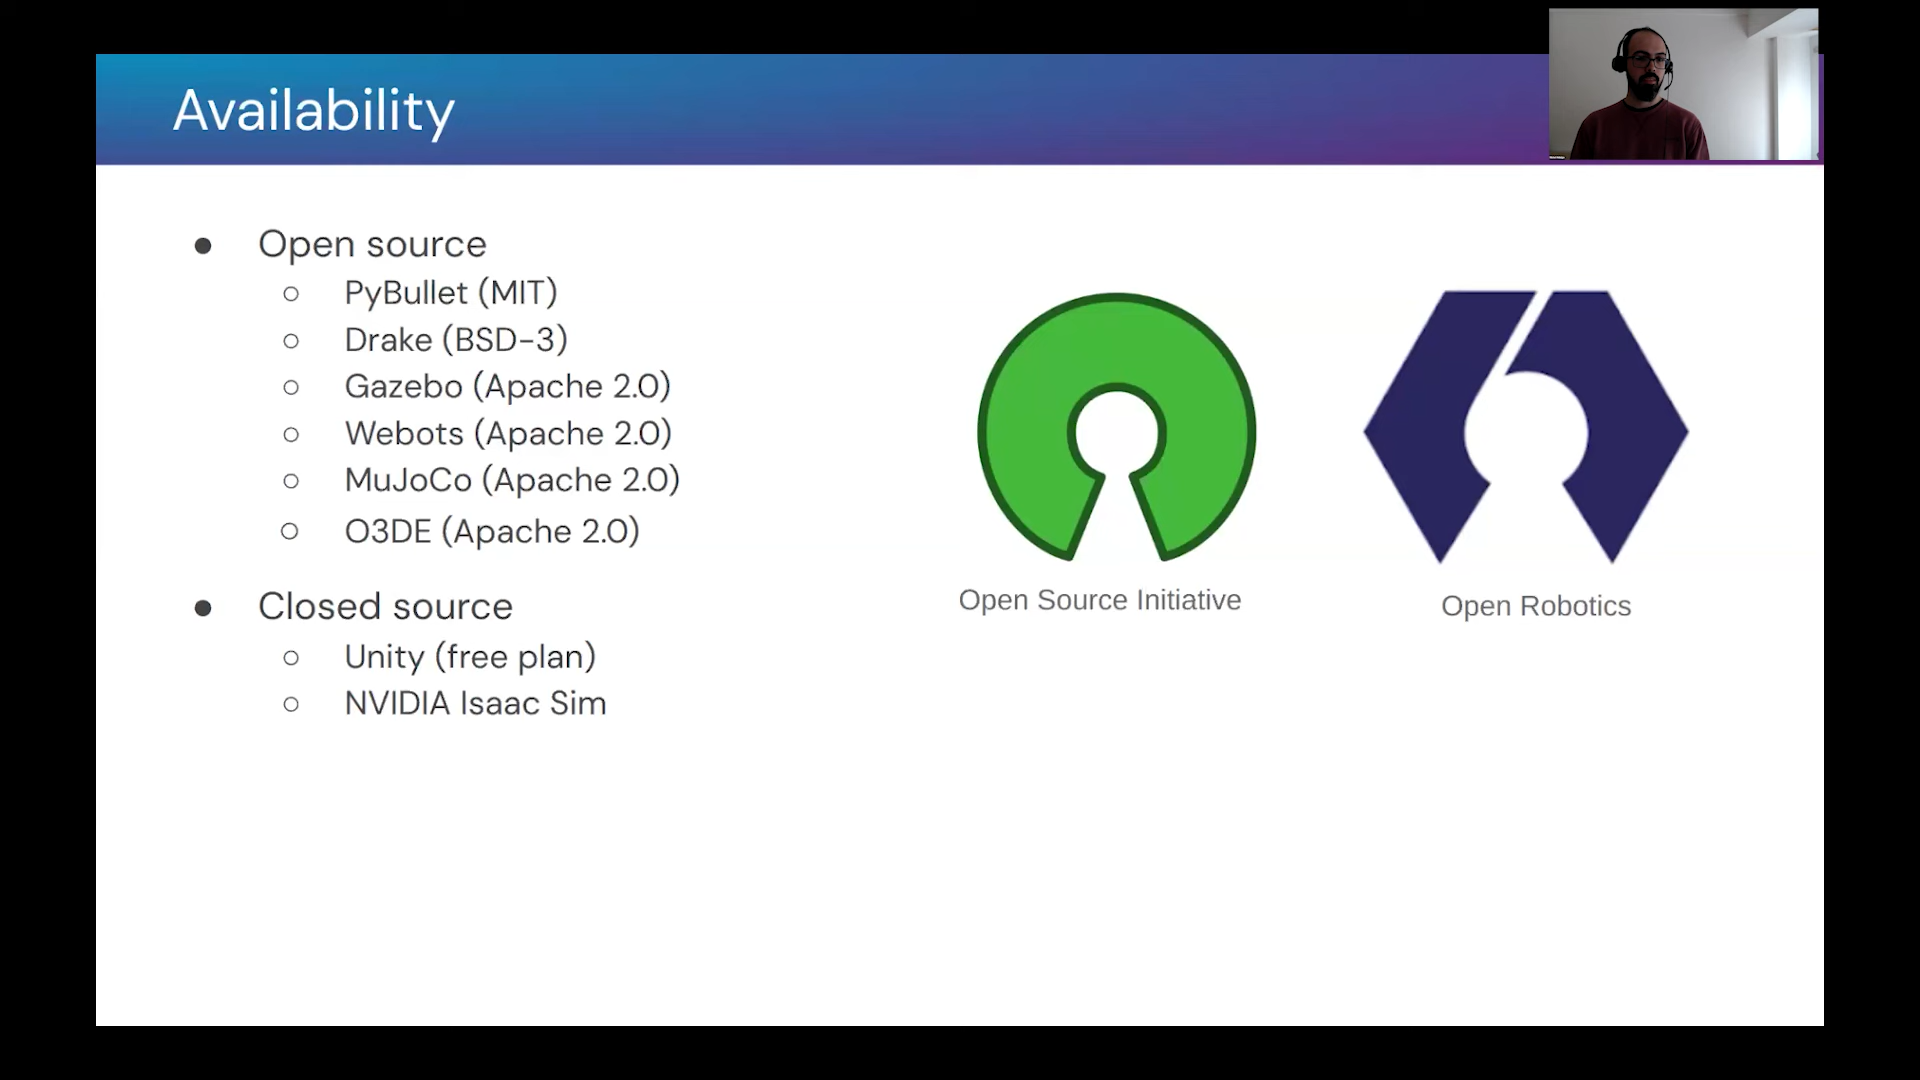 Availability
Open source
PyBullet (MIT)
Drake (BSD-3)
Gazebo (Apache 2.0)
Webots (Apache 2.0)
MuJoCo (Apache 2.0)
O3DE (Apache 2.0)
Closed source
Unity (free plan)
NVIDIA Isaac Sim
Open Source Initiative
Open Robotics